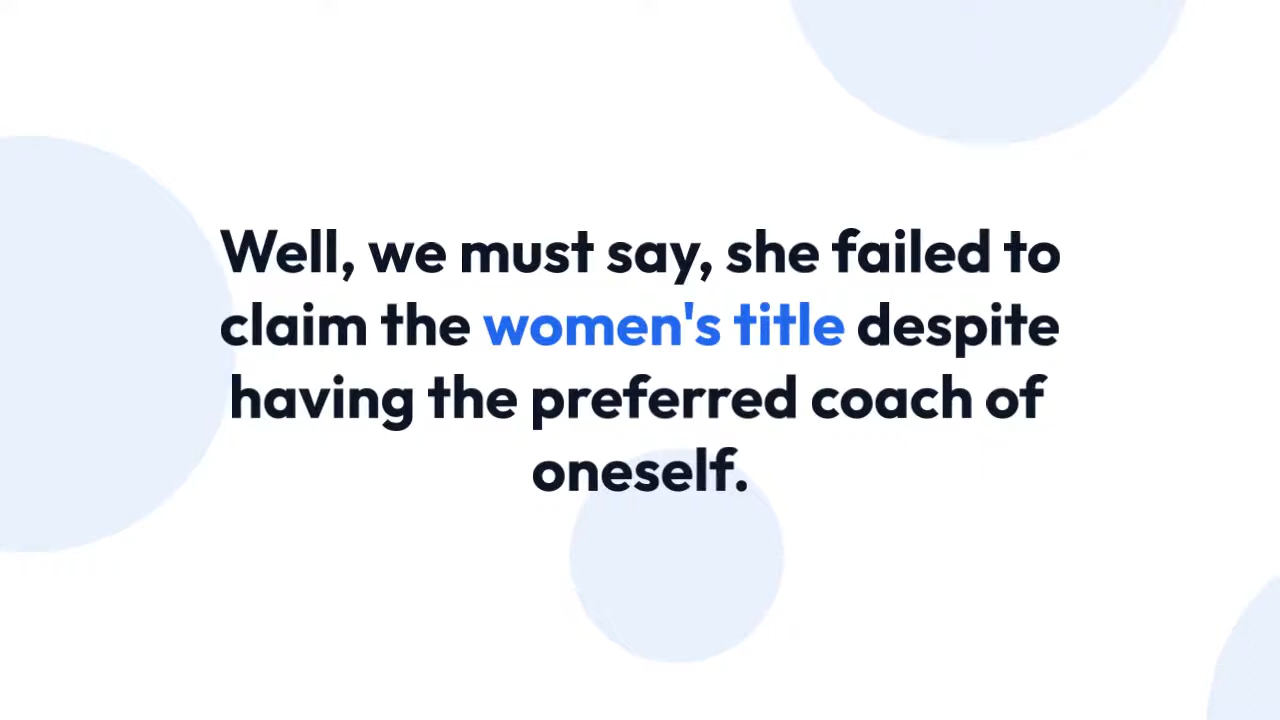 Well, we must say, she failed to
claim the women's title despite
having the preferred coach of
oneself.